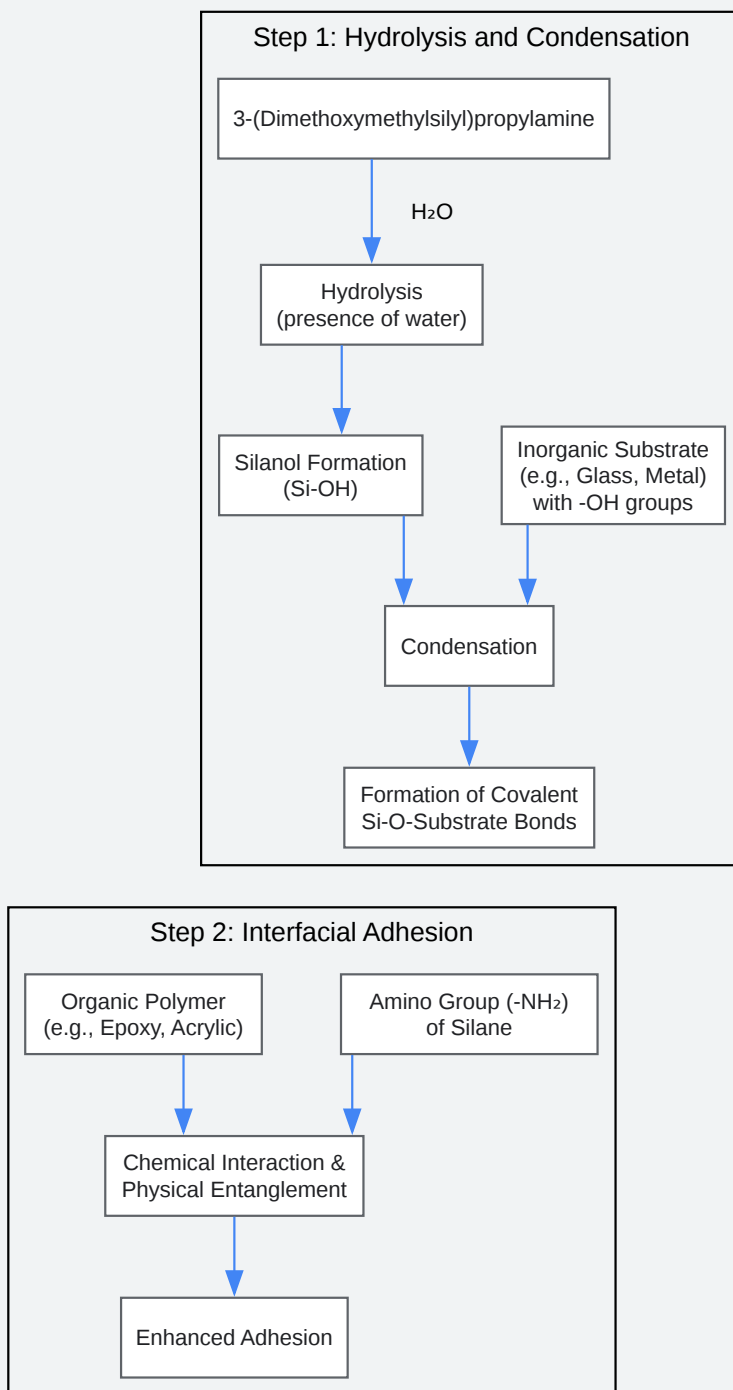 Step 1: Hydrolysis and Condensation
3-(Dimethoxymethylsilyl)propylamine
H₂O
Hydrolysis
(presence of water)
Silanol Formation
(Si-OH)
Inorganic Substrate
(e.g., Glass, Metal)
with -OH groups
Condensation
Formation of Covalent
Si-O-Substrate Bonds
Step 2: Interfacial Adhesion
Organic Polymer
(e.g., Epoxy, Acrylic)
Amino Group (-NH₂)
of Silane
Chemical Interaction &
Physical Entanglement
Enhanced Adhesion